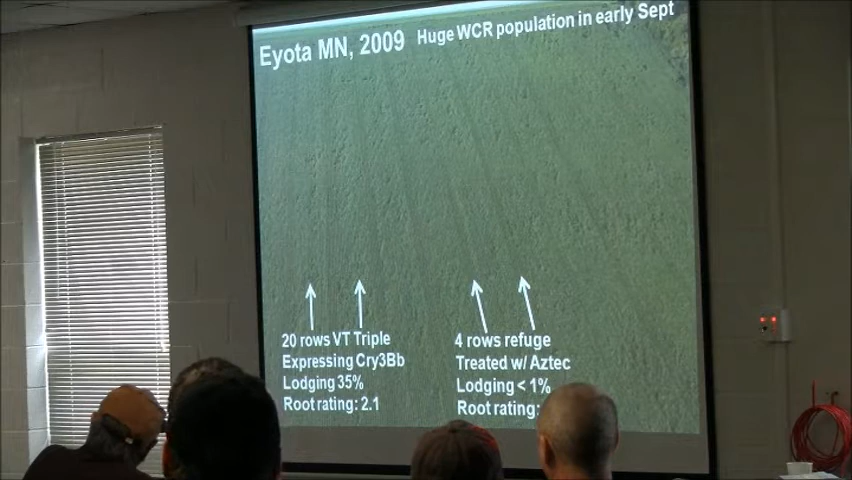 Eyota MN, 2009 Huge WCR population in early Sept
20 rows VT Triple
Expressing Cry3Bb
Lodging 35%
Root rating: 2.1
4 rows refuge
Treated w/ Aztec
Lodging < 1%
Root rating: